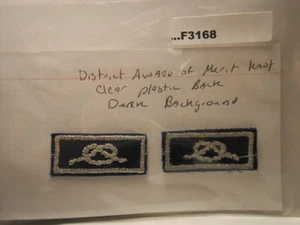 ...F3168
District Award of Merit Knot
Clear plastic Back
Dark Background